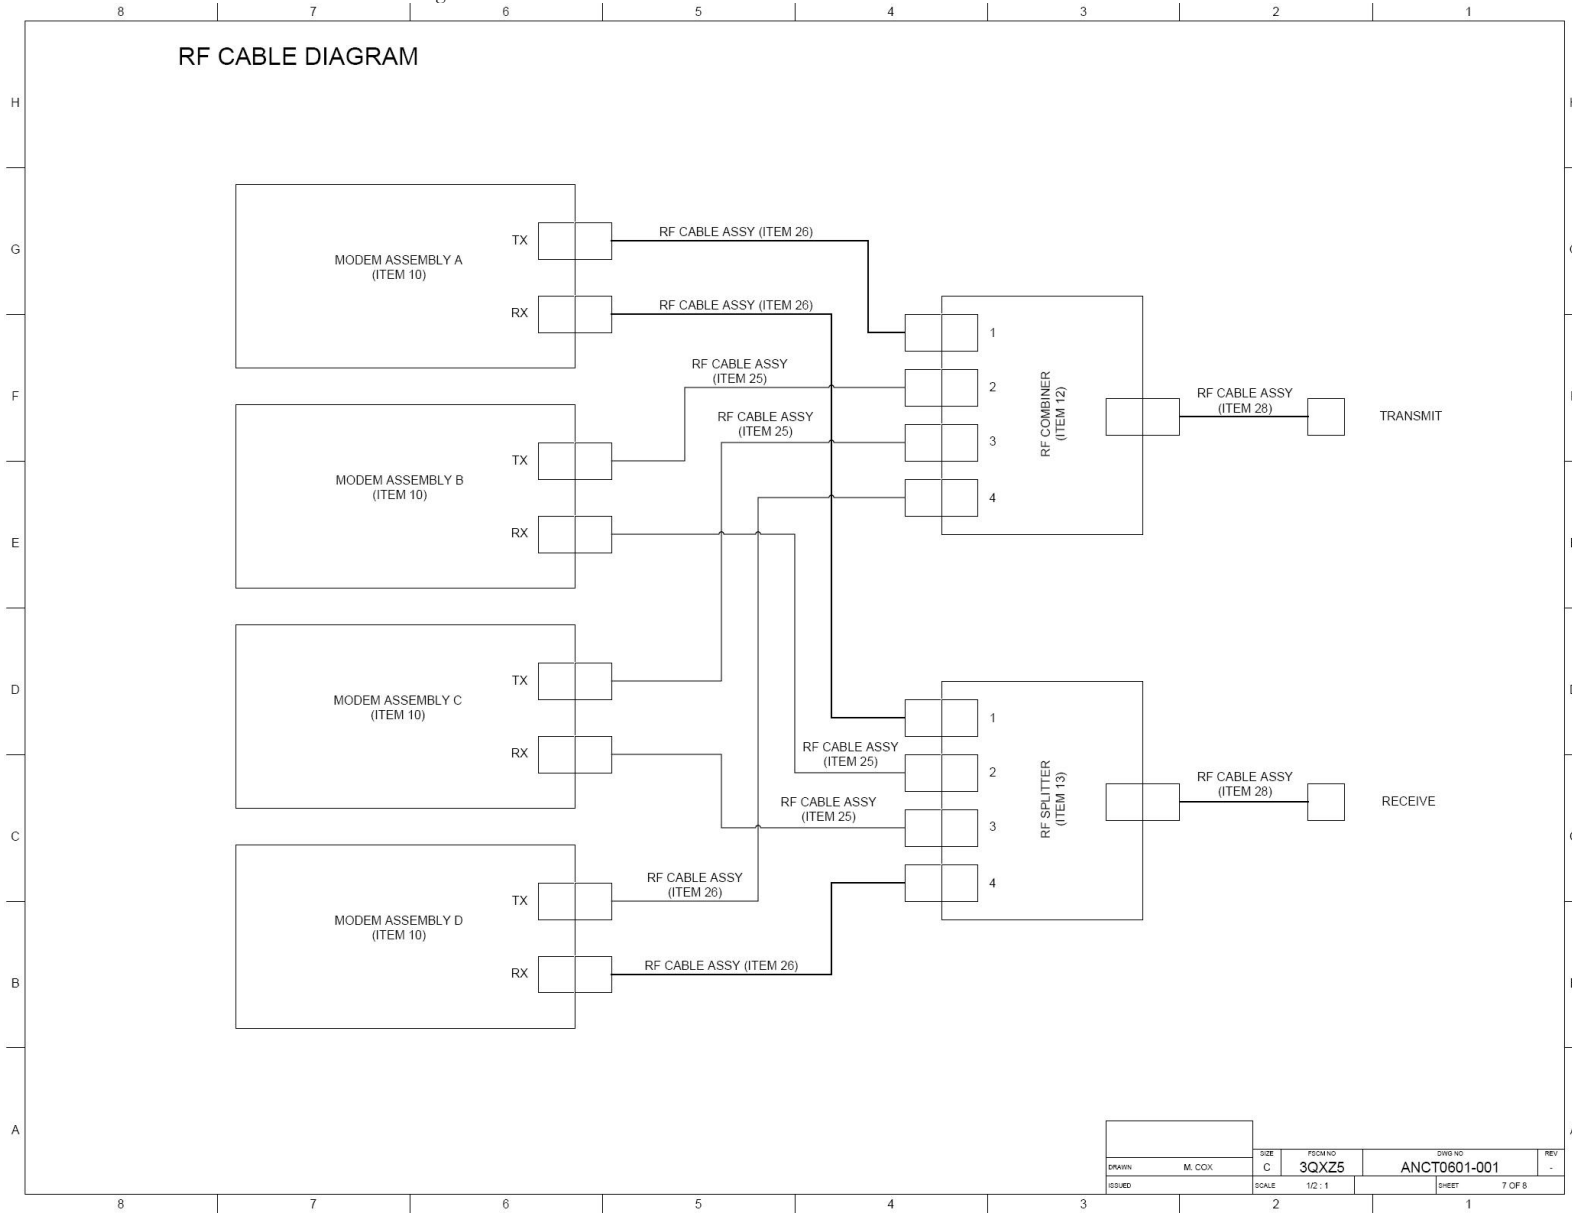 8 7 6 5 4 3 2 1
RF CABLE DIAGRAM
H
G
F
E
D
C
B
A
MODEM ASSEMBLY A
(ITEM 10)
TX
RX
MODEM ASSEMBLY B
(ITEM 10)
TX
RX
MODEM ASSEMBLY C
(ITEM 10)
TX
RX
MODEM ASSEMBLY D
(ITEM 10)
TX
RX
RF CABLE ASSY (ITEM 26)
RF CABLE ASSY (ITEM 26)
RF CABLE ASSY
(ITEM 25)
RF CABLE ASSY
(ITEM 25)
RF CABLE ASSY
(ITEM 25)
RF CABLE ASSY
(ITEM 25)
RF CABLE ASSY
(ITEM 26)
RF CABLE ASSY (ITEM 26)
1
2
3
4
RF COMBINER
(ITEM 12)
RF CABLE ASSY
(ITEM 28)
TRANSMIT
1
2
3
4
RF SPLITTER
(ITEM 13)
RF CABLE ASSY
(ITEM 28)
RECEIVE
DRAWN M. COX
ISSUED
SIZE
C
FSCM NO
3QXZ5
DWG NO
ANCT0601-001
REV
-
SCALE 1/2 : 1
SHEET 7 OF 8
8 7 6 5 4 3 2 1